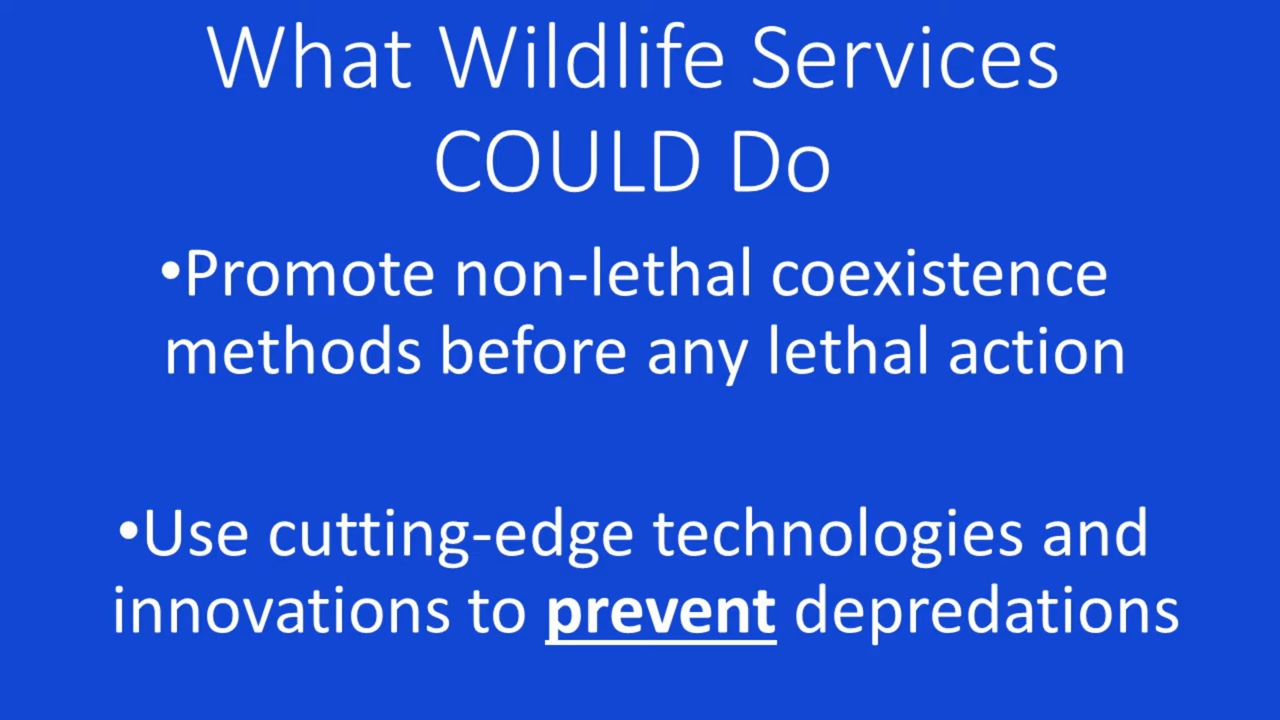 What Wildlife Services
COULD Do
•Promote non-lethal coexistence
methods before any lethal action
•Use cutting-edge technologies and
innovations to prevent depredations